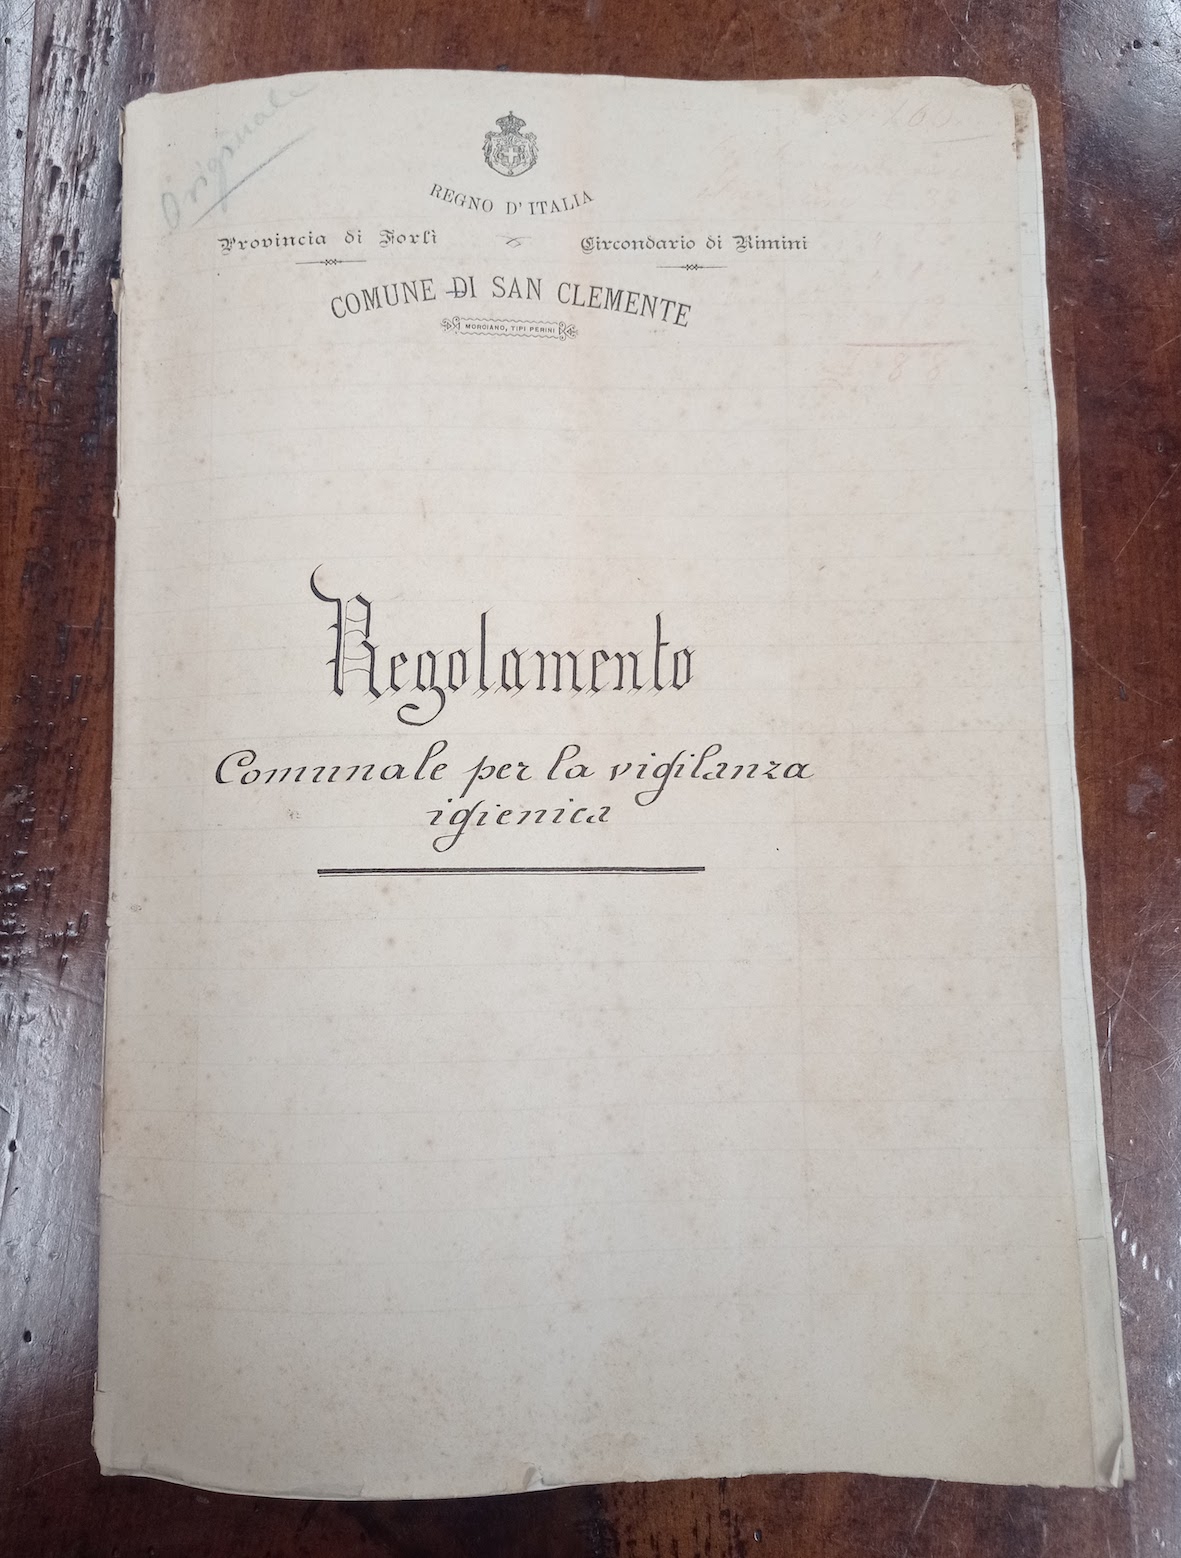 Originale
REGNO D'ITALIA
Provincia di Forlì
Circondario di Rimini
COMUNE DI SAN CLEMENTE
MORCIANO, TIPI PERINI
Regolamento
Comunale per la vigilanza
igienica